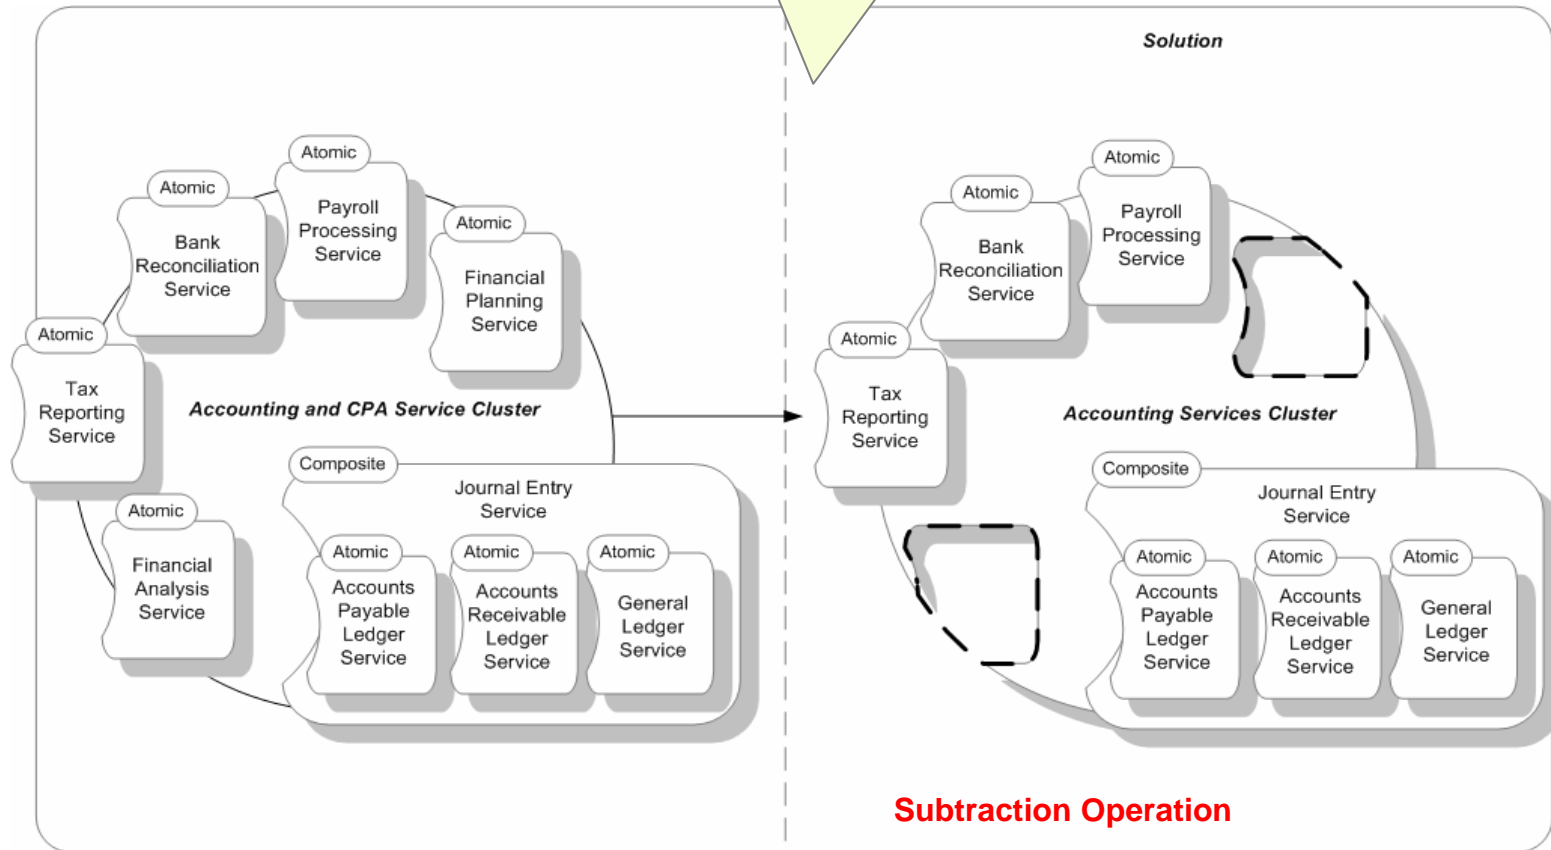 Solution
Atomic
Payroll
Processing
Service
Atomic
Bank
Reconciliation
Service
Atomic
Financial
Planning
Service
Atomic
Tax
Reporting
Service
Accounting and CPA Service Cluster
Atomic
Financial
Analysis
Service
Composite
Journal Entry
Service
Atomic
Accounts
Payable
Ledger
Service
Atomic
Accounts
Receivable
Ledger
Service
Atomic
General
Ledger
Service
Atomic
Payroll
Processing
Service
Atomic
Bank
Reconciliation
Service
Atomic
Tax
Reporting
Service
Accounting Services Cluster
Composite
Journal Entry
Service
Atomic
Accounts
Payable
Ledger
Service
Atomic
Accounts
Receivable
Ledger
Service
Atomic
General
Ledger
Service
Subtraction Operation